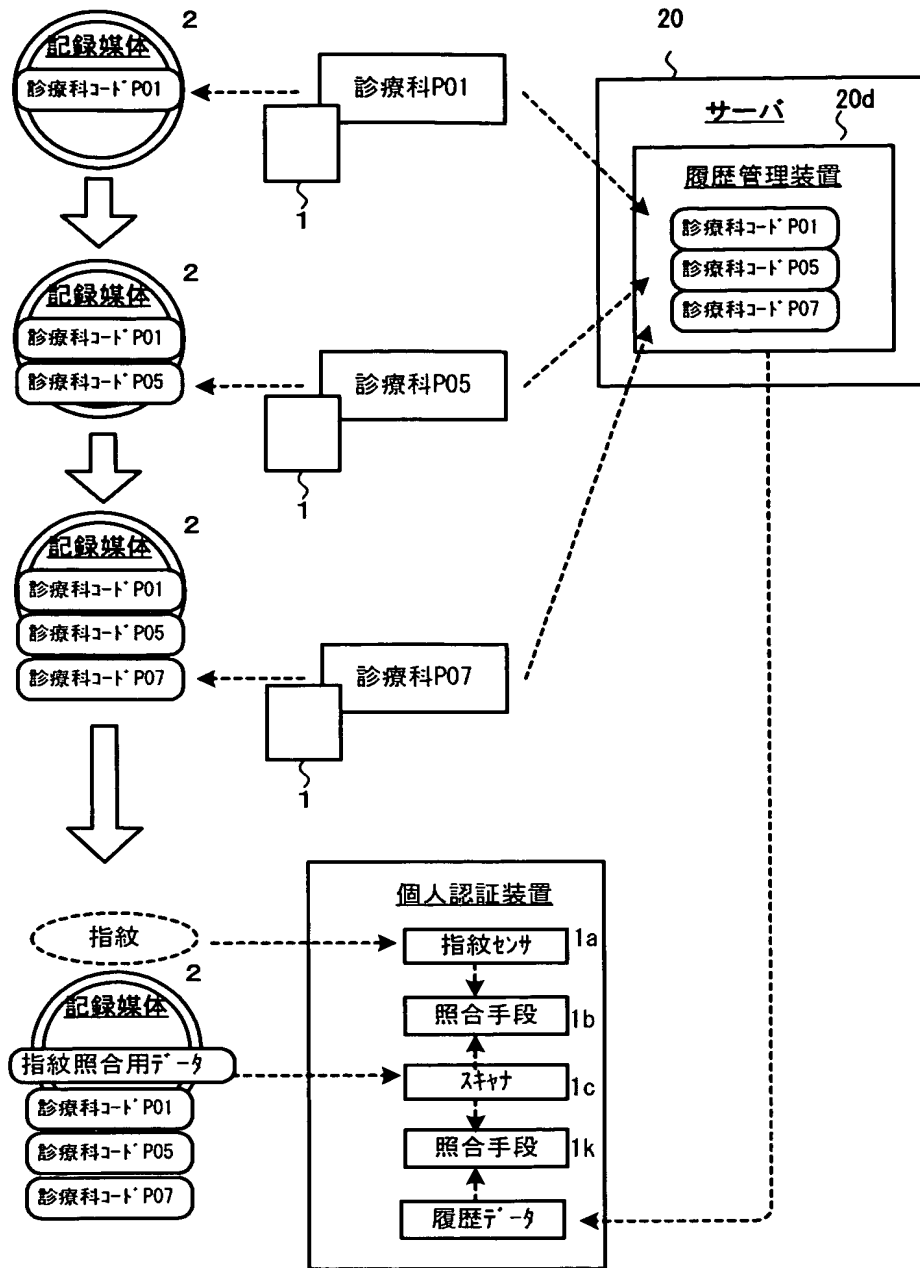 2
記録媒体
診療科ｺｰﾄﾞP01
診療科P01
1
20
サーバ
20d
履歴管理装置
診療科ｺｰﾄﾞP01
診療科ｺｰﾄﾞP05
診療科ｺｰﾄﾞP07
2
記録媒体
診療科ｺｰﾄﾞP01
診療科ｺｰﾄﾞP05
診療科P05
1
2
記録媒体
診療科ｺｰﾄﾞP01
診療科ｺｰﾄﾞP05
診療科ｺｰﾄﾞP07
診療科P07
1
指紋
2
記録媒体
指紋照合用ﾃﾞｰﾀ
診療科ｺｰﾄﾞP01
診療科ｺｰﾄﾞP05
診療科ｺｰﾄﾞP07
個人認証装置
指紋ｾﾝｻ
1a
照合手段
1b
ｽｷｬﾅ
1c
照合手段
1k
履歴ﾃﾞｰﾀ